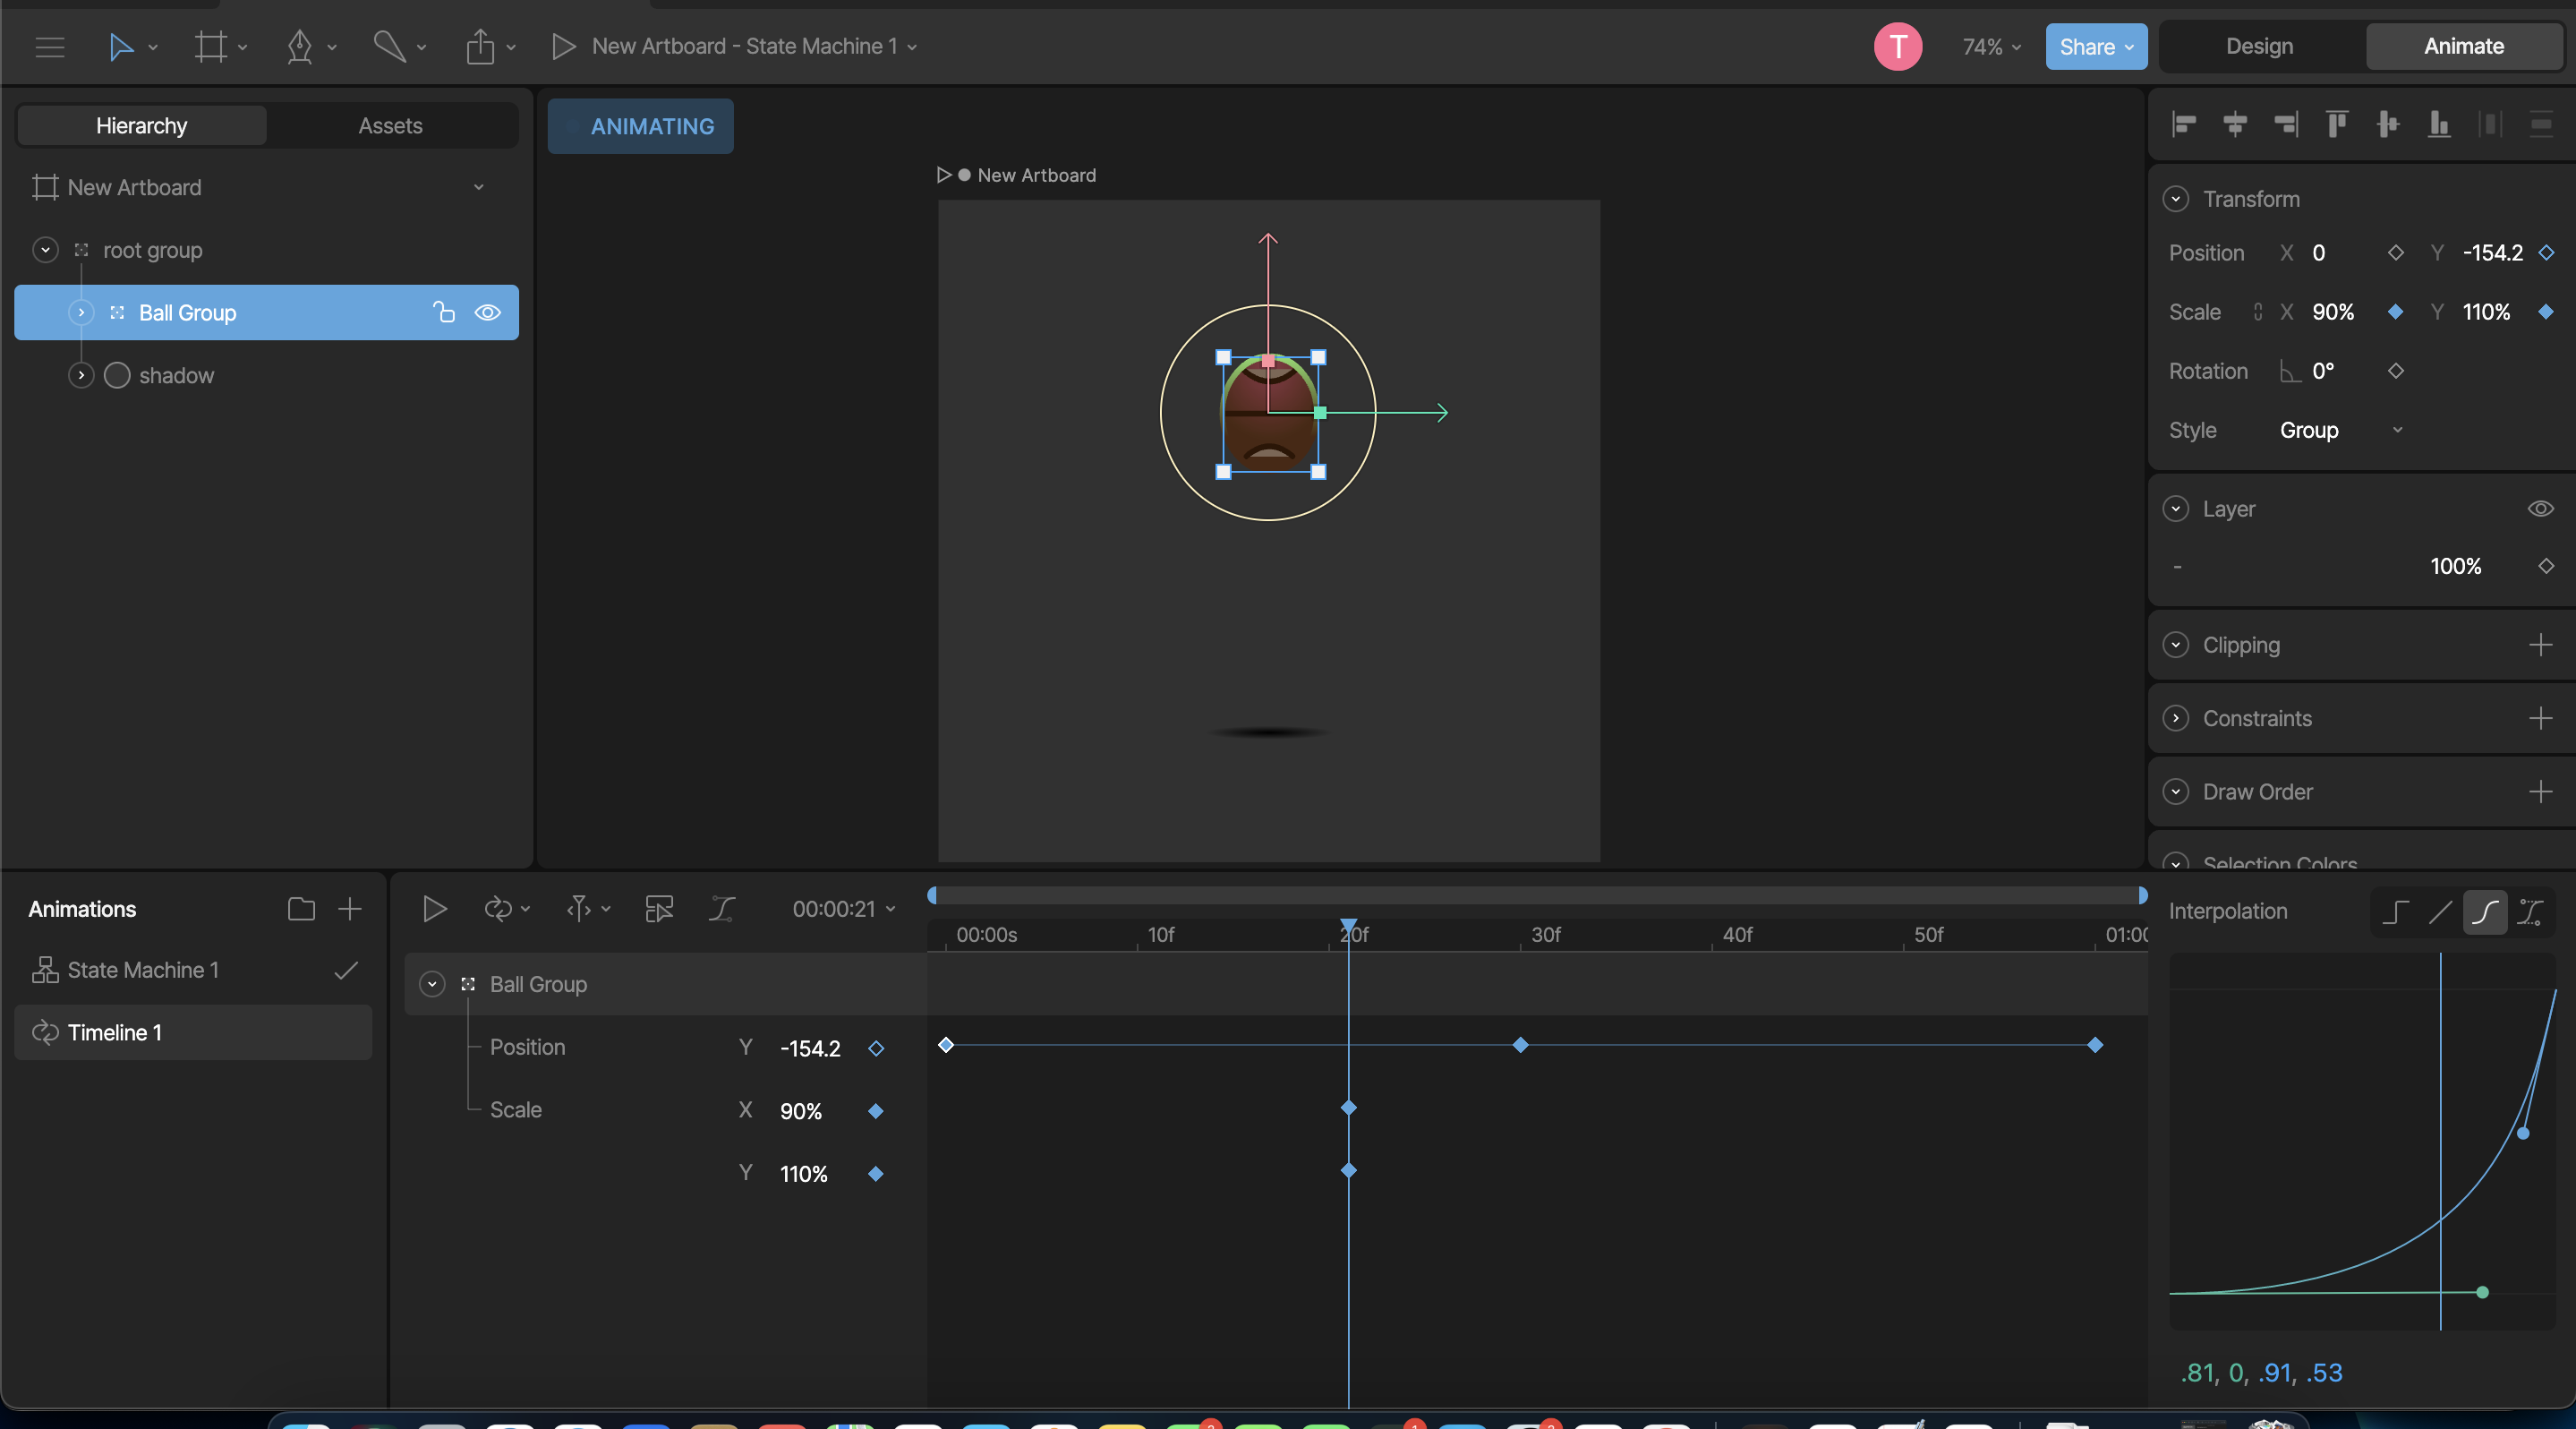 New Artboard - State Machine 1
T
74%
Share
Design
Animate
Hierarchy
Assets
ANIMATING
New Artboard
New Artboard
root group
Ball Group
shadow
Transform
Position X 0 Y -154.2
Scale X 90% Y 110%
Rotation 0°
Style Group
Layer
- 100%
Clipping
Constraints
Draw Order
Selection Colors
Animations
State Machine 1
Timeline 1
00:00:21
00:00s 10f 20f 30f 40f 50f 01:00
Ball Group
Position Y -154.2
Scale X 90%
Y 110%
Interpolation
.81, 0, .91, .53